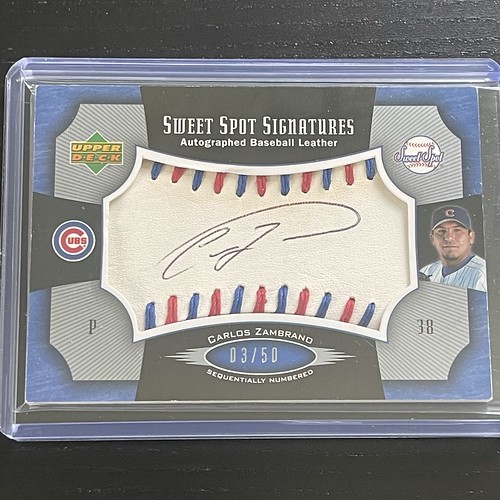 SWEET SPOT SIGNATURES
Autographed Baseball Leather
UPPER
DECK
Sweet Spot
CUBS
C
P
38
CARLOS ZAMBRANO
03/50
SEQUENTIALLY NUMBERED